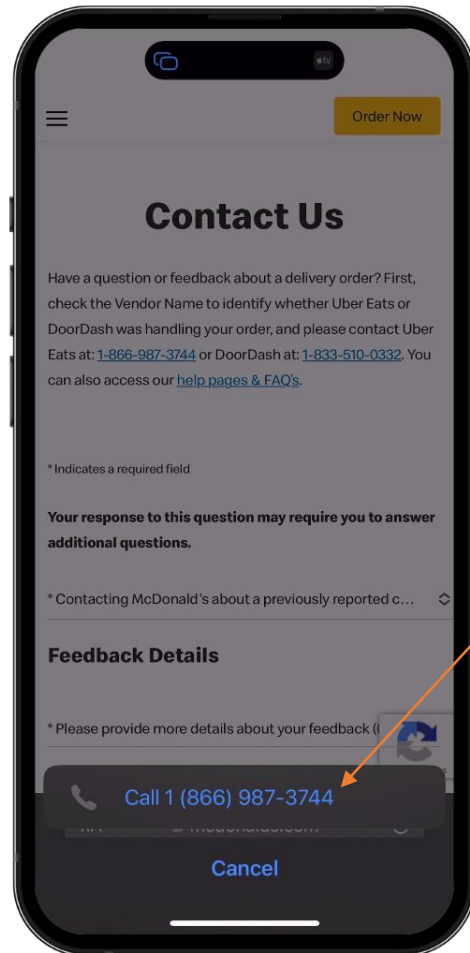 tv
Order Now
Contact Us
Have a question or feedback about a delivery order? First,
check the Vendor Name to identify whether Uber Eats or
DoorDash was handling your order, and please contact Uber
Eats at: 1-866-987-3744 or DoorDash at: 1-833-510-0332. You
can also access our help pages & FAQ's.
* Indicates a required field
Your response to this question may require you to answer
additional questions.
* Contacting McDonald's about a previously reported c...
Feedback Details
* Please provide more details about your feedback
Call 1 (866) 987-3744
mcdonalds.com
Cancel